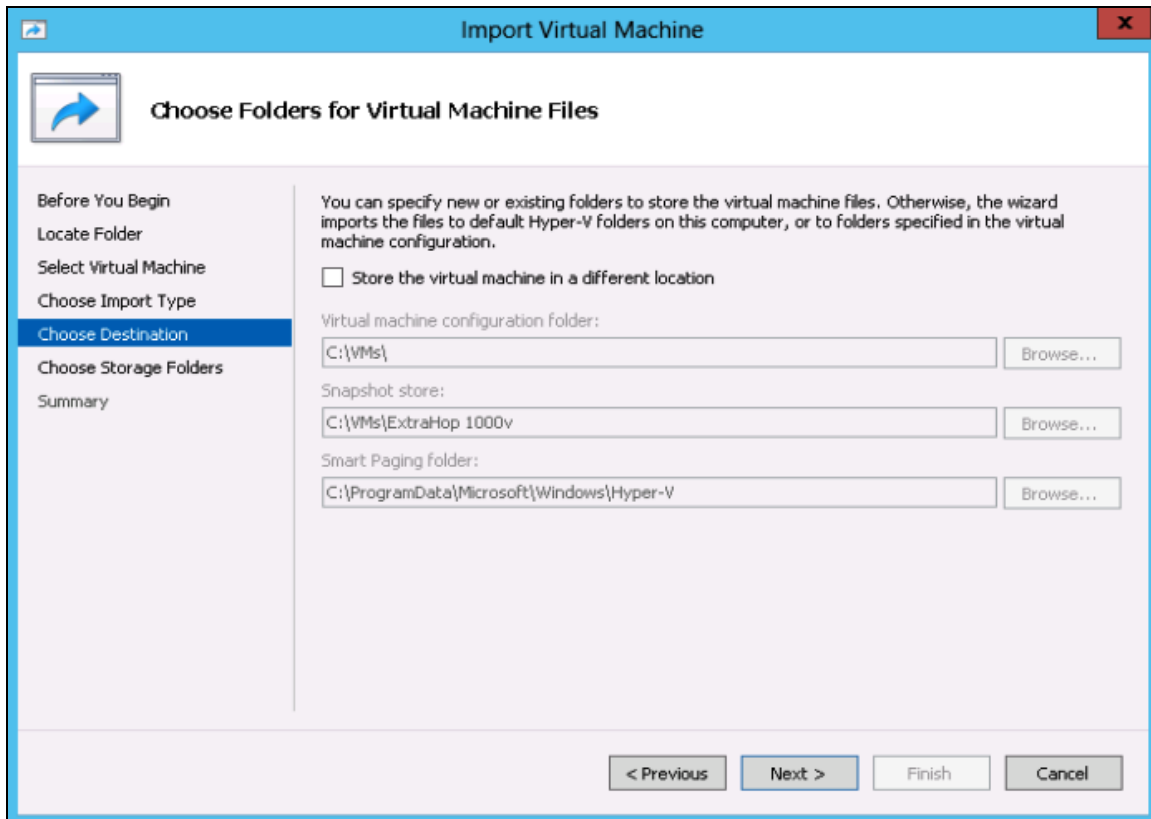 Import Virtual Machine
x
Choose Folders for Virtual Machine Files
Before You Begin
Locate Folder
Select Virtual Machine
Choose Import Type
Choose Destination
Choose Storage Folders
Summary
You can specify new or existing folders to store the virtual machine files. Otherwise, the wizard
imports the files to default Hyper-V folders on this computer, or to folders specified in the virtual
machine configuration.
Store the virtual machine in a different location
Virtual machine configuration folder:
C:\VMs\
Browse...
Snapshot store:
C:\VMs\ExtraHop 1000v
Browse...
Smart Paging folder:
C:\ProgramData\Microsoft\Windows\Hyper-V
Browse...
< Previous
Next >
Finish
Cancel